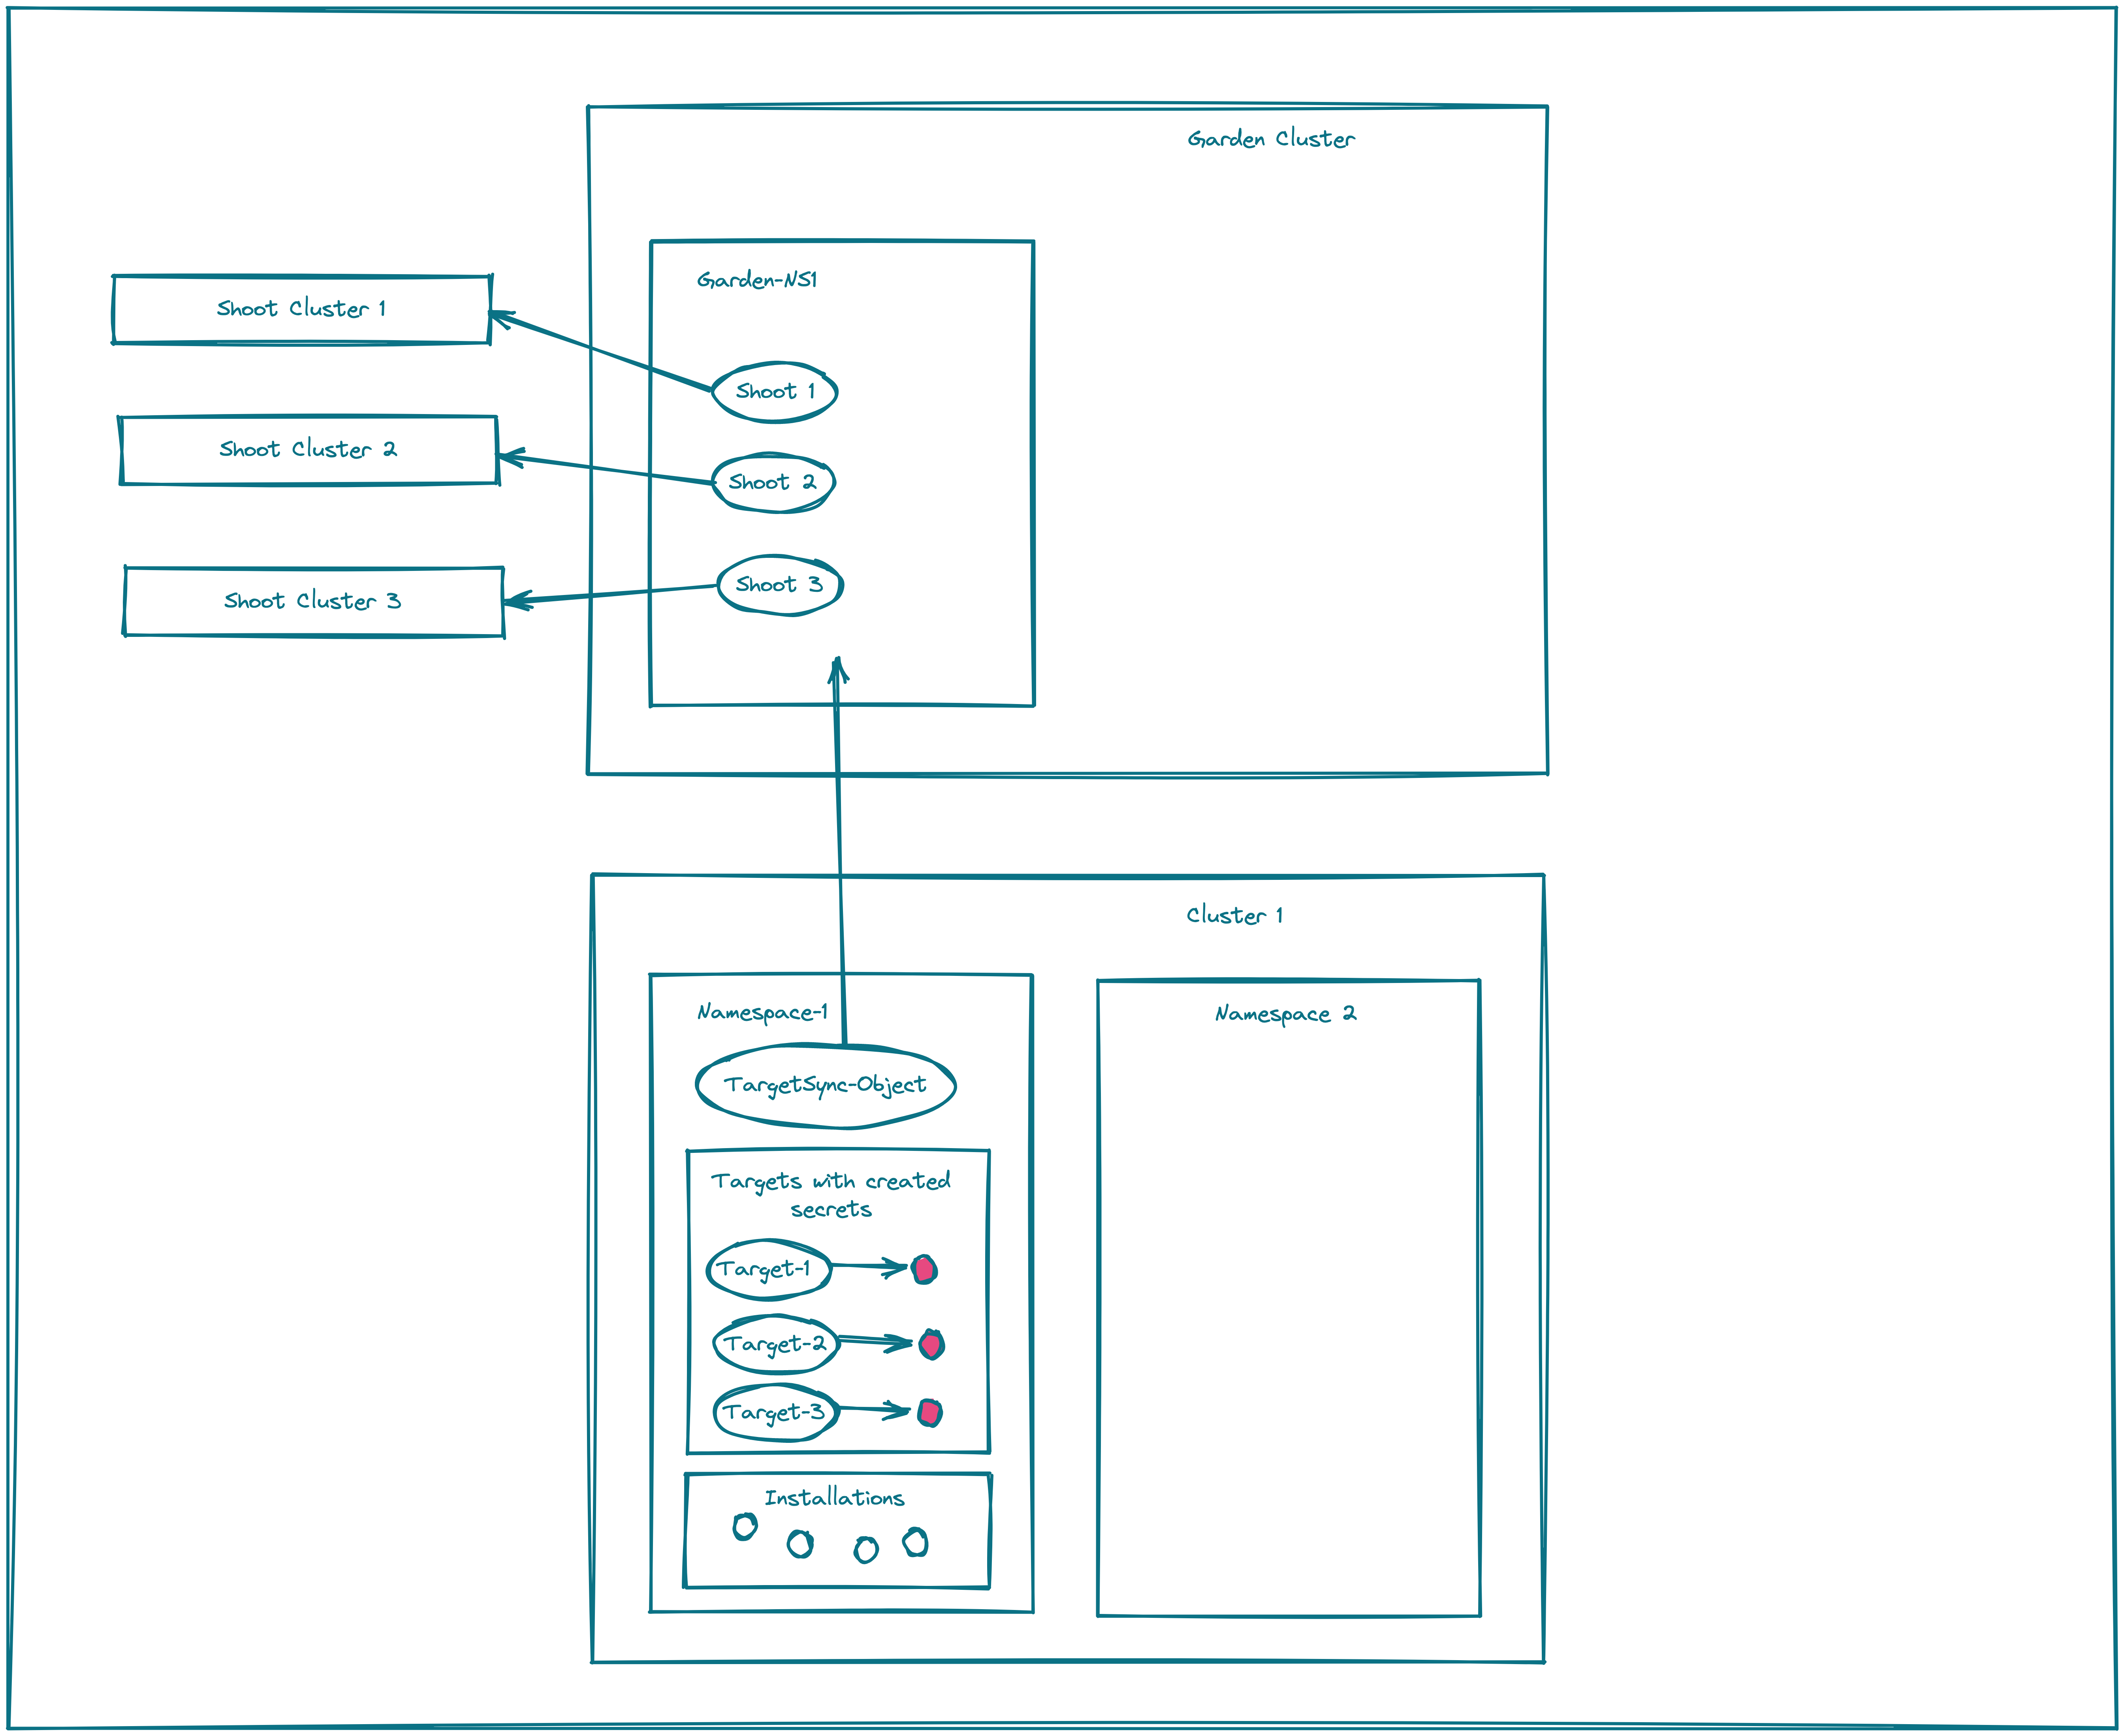 Garden Cluster
Garden-NS1
Shoot Cluster 1
Shoot 1
Shoot Cluster 2
Shoot 2
Shoot Cluster 3
Shoot 3
Cluster 1
Namespace-1
Namespace 2
TargetSync-Object
Targets with created
secrets
Target-1
Target-2
Target-3
Installations